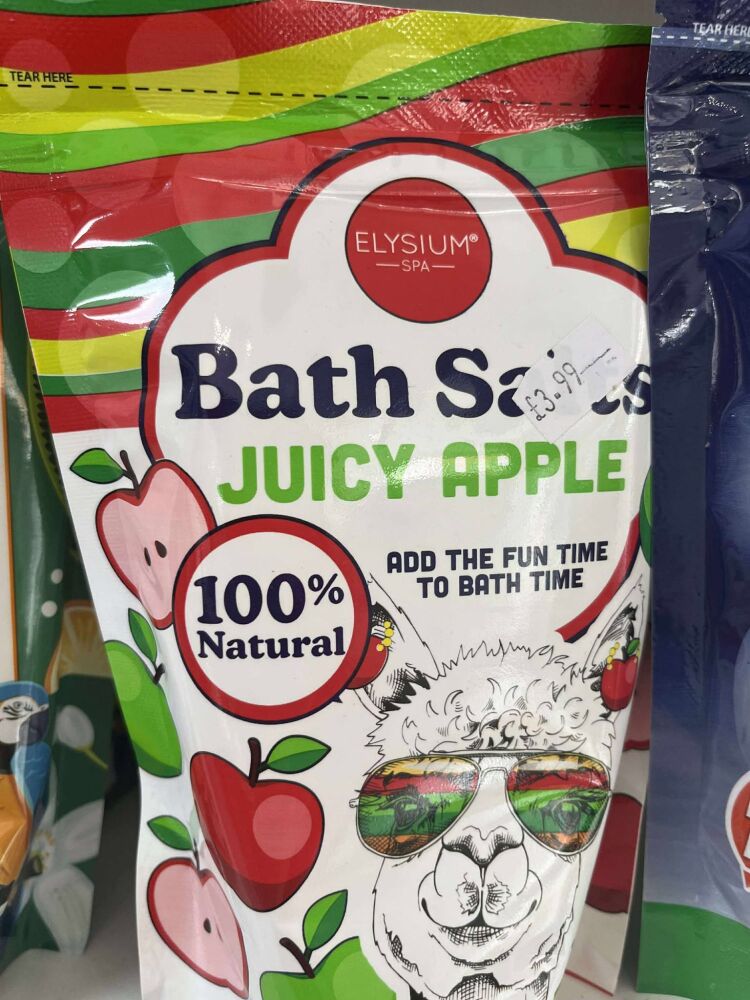 TEAR HERE
TEAR HERE
ELYSIUM®
SPA
Bath Salts
£3.99
JUICY APPLE
ADD THE FUN TIME
TO BATH TIME
100%
Natural